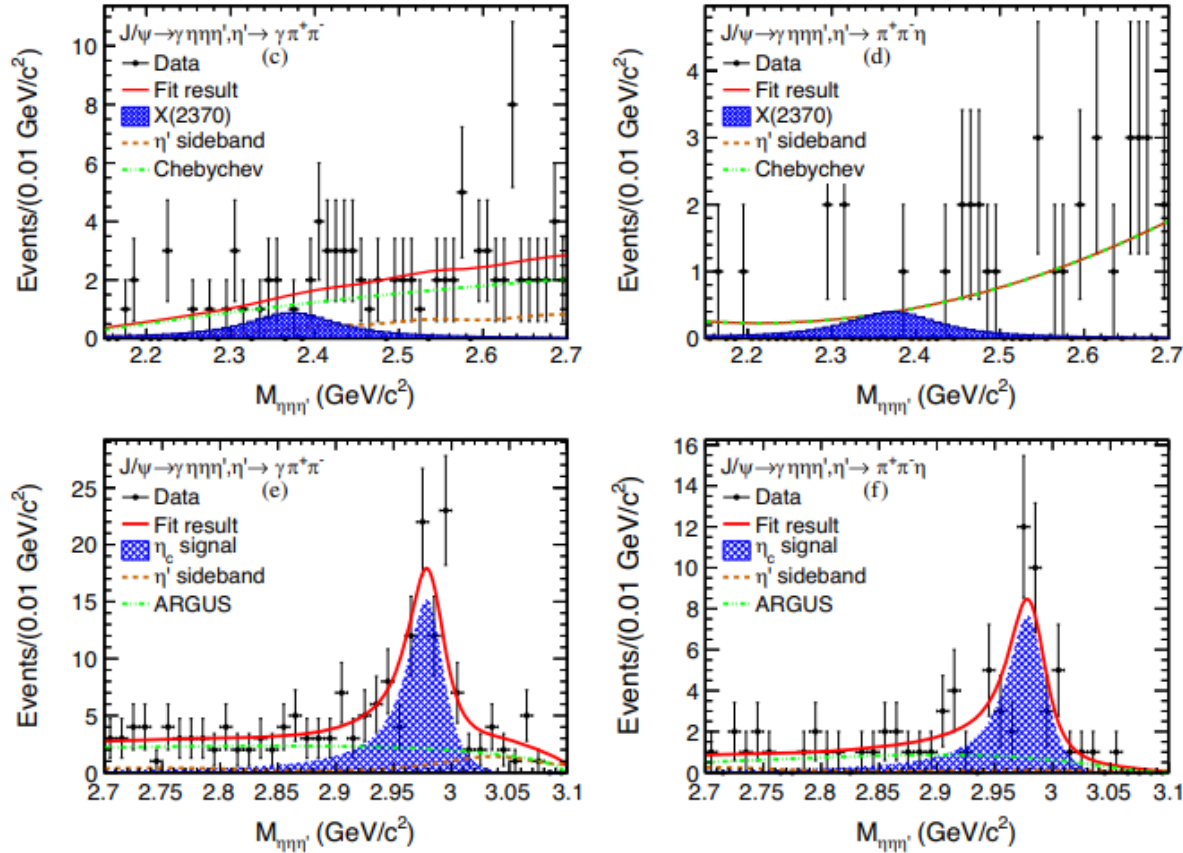 J/ψ→γηηη′,η′→ γπ⁺π⁻
(c)
Data
Fit result
X(2370)
η′ sideband
Chebychev
Events/(0.01 GeV/c²)
10
8
6
4
2
0
2.2 2.3 2.4 2.5 2.6 2.7
M_ηηη′ (GeV/c²)
J/ψ→γηηη′,η′→ π⁺π⁻η
(d)
Data
Fit result
X(2370)
η′ sideband
Chebychev
Events/(0.01 GeV/c²)
4
3
2
1
0
2.2 2.3 2.4 2.5 2.6 2.7
M_ηηη′ (GeV/c²)
J/ψ→γηηη′,η′→ γπ⁺π⁻
(e)
Data
Fit result
η_c signal
η′ sideband
ARGUS
Events/(0.01 GeV/c²)
25
20
15
10
5
0
2.7 2.75 2.8 2.85 2.9 2.95 3 3.05 3.1
M_ηηη′ (GeV/c²)
J/ψ→γηηη′,η′→ π⁺π⁻η
(f)
Data
Fit result
η_c signal
η′ sideband
ARGUS
Events/(0.01 GeV/c²)
16
14
12
10
8
6
4
2
0
2.7 2.75 2.8 2.85 2.9 2.95 3 3.05 3.1
M_ηηη′ (GeV/c²)